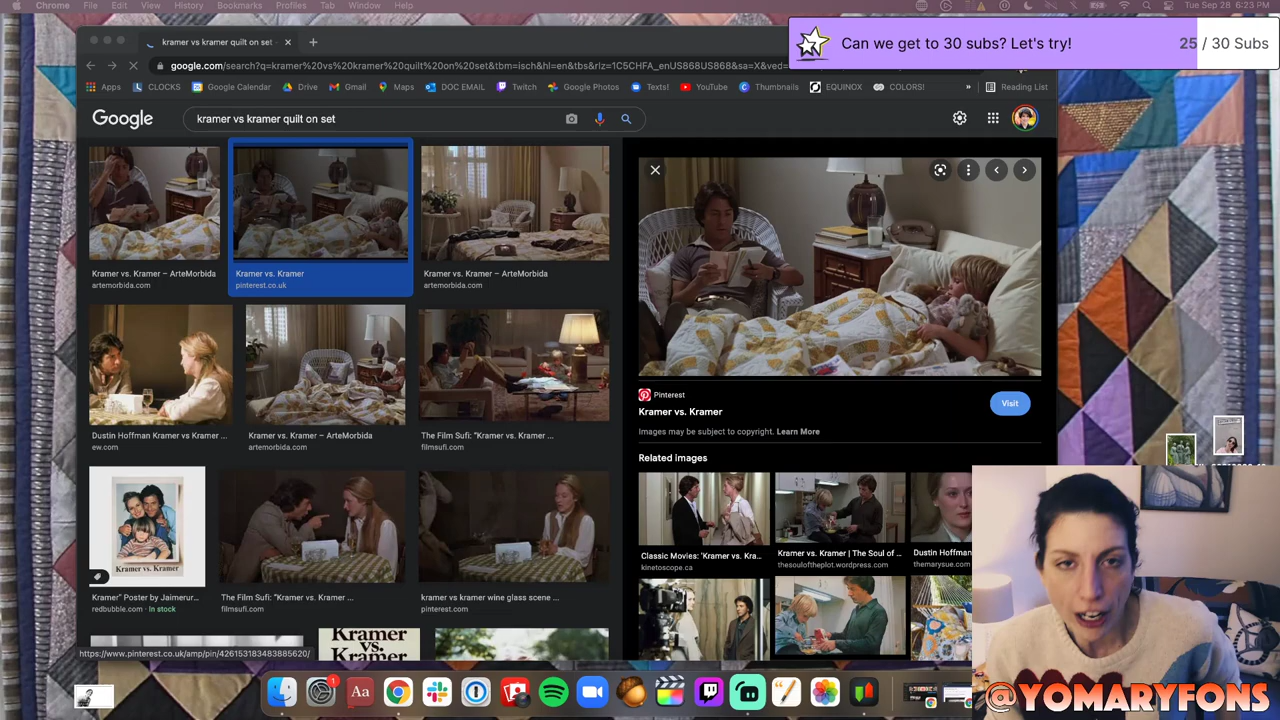 Chrome File Edit View History Bookmarks Profiles Tab Window Help Tue Sep 28 6:23 PM
kramer vs kramer quilt on set
Can we get to 30 subs? Let's try! 25 / 30 Subs
google.com/search?q=kramer%20vs%20kramer%20quilt%20on%20set&tbm=isch&hl=en&tbs&rlz=1C5CHFA_enUS868US868&sa=X&ved=
Apps CLOCKS Google Calendar Drive Gmail Maps DOC EMAIL Twitch Google Photos Texts! YouTube Thumbnails EQUINOX COLORS! » Reading List
Google kramer vs kramer quilt on set
Kramer vs. Kramer – ArteMorbida
artemorbida.com
Kramer vs. Kramer
pinterest.co.uk
Kramer vs. Kramer – ArteMorbida
artemorbida.com
Dustin Hoffman Kramer vs Kramer ...
ew.com
Kramer vs. Kramer – ArteMorbida
artemorbida.com
The Film Sufi: “Kramer vs. Kramer ...
filmsufi.com
Kramer vs. Kramer
Kramer" Poster by Jaimerur...
redbubble.com · In stock
The Film Sufi: “Kramer vs. Kramer ...
filmsufi.com
kramer vs kramer wine glass scene ...
pinterest.com
Kramer vs.
Kramer
https://www.pinterest.co.uk/amp/pin/426153183483885620/
Pinterest
Kramer vs. Kramer
Visit
Images may be subject to copyright. Learn More
Related images
Classic Movies: 'Kramer vs. Kra...
kinetoscope.ca
Kramer vs. Kramer | The Soul of ...
thesouloftheplot.wordpress.com
Dustin Hoffman
themarysue.com
1
Aa
@YOMARYFONS